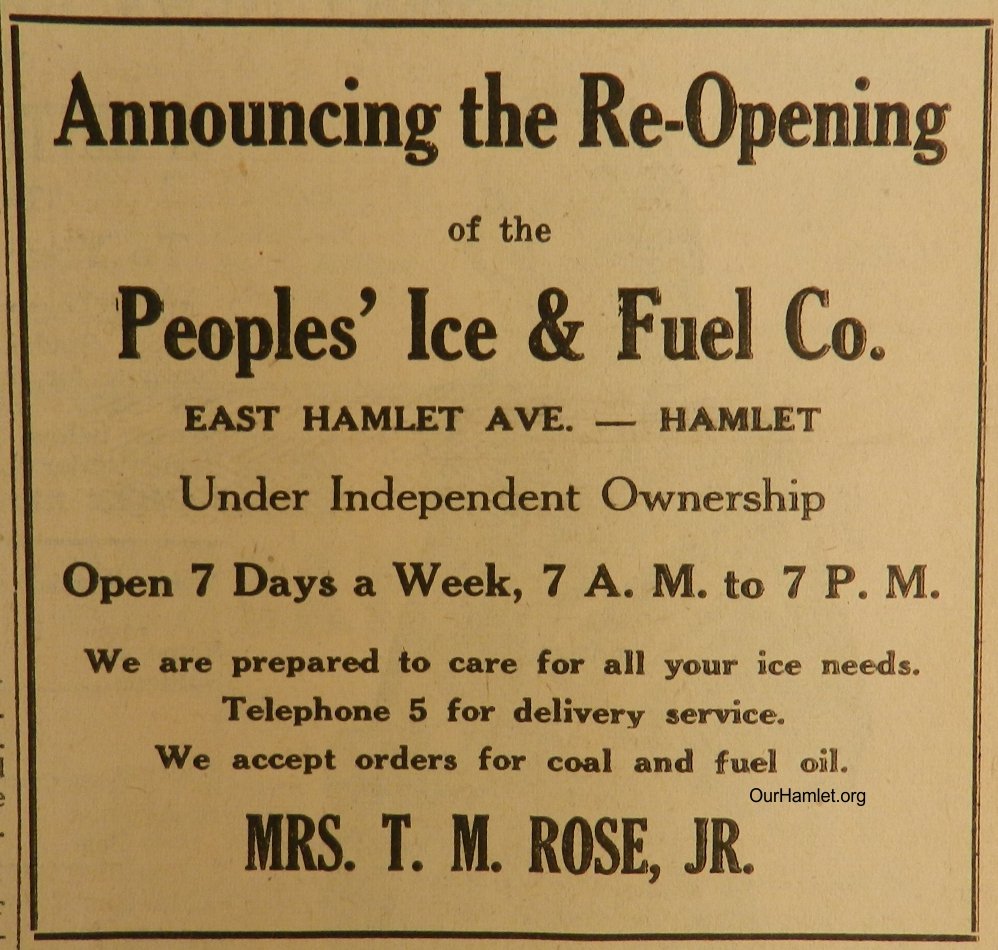 Announcing the Re-Opening
of the
Peoples' Ice & Fuel Co.
EAST HAMLET AVE. — HAMLET
Under Independent Ownership
Open 7 Days a Week, 7 A. M. to 7 P. M.
We are prepared to care for all your ice needs.
Telephone 5 for delivery service.
We accept orders for coal and fuel oil.
OurHamlet.org
MRS. T. M. ROSE, JR.